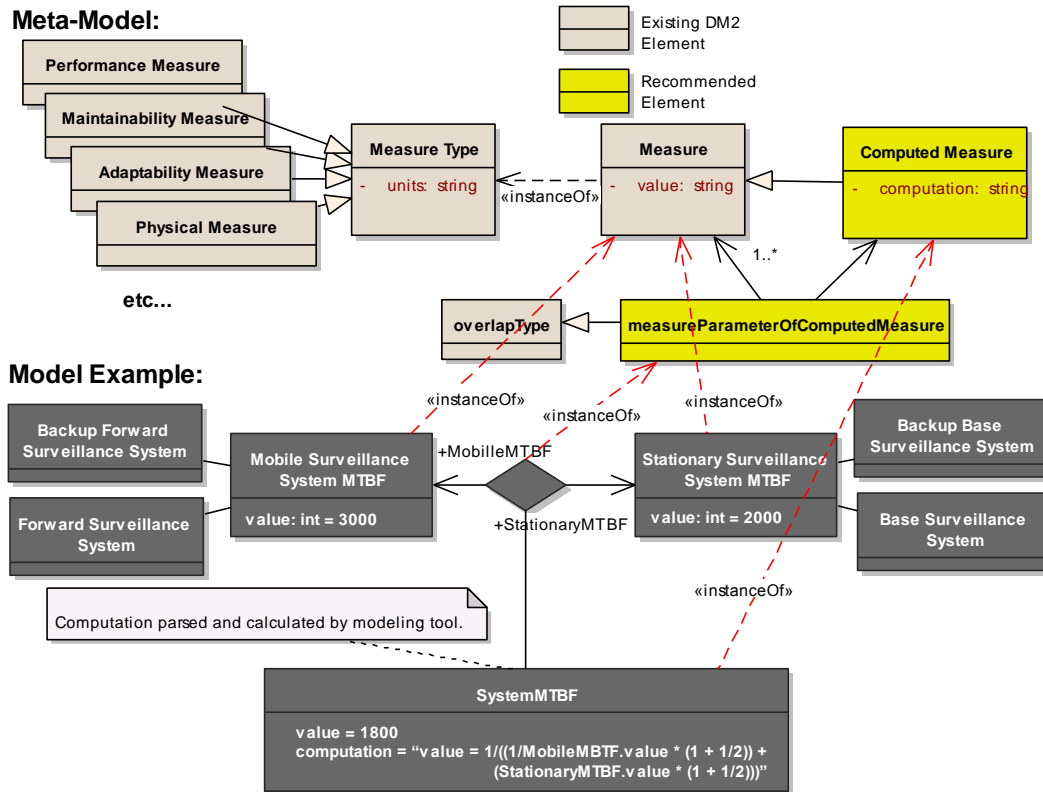 Meta-Model:
Existing DM2
Element
Recommended
Element
Performance Measure
Maintainability Measure
Adaptability Measure
Physical Measure
etc...
Measure Type
- units: string
«instanceOf»
Measure
- value: string
Computed Measure
- computation: string
1..*
overlapType
measureParameterOfComputedMeasure
Model Example:
«instanceOf»
«instanceOf»
«instanceOf»
Backup Forward
Surveillance System
Forward Surveillance
System
Mobile Surveillance
System MTBF
value: int = 3000
+MobilleMTBF
+StationaryMTBF
Stationary Surveillance
System MTBF
value: int = 2000
Backup Base
Surveillance System
Base Surveillance
System
«instanceOf»
Computation parsed and calculated by modeling tool.
SystemMTBF
value = 1800
computation = “value = 1/((1/MobileMBTF.value * (1 + 1/2)) +
(StationaryMTBF.value * (1 + 1/2)))”